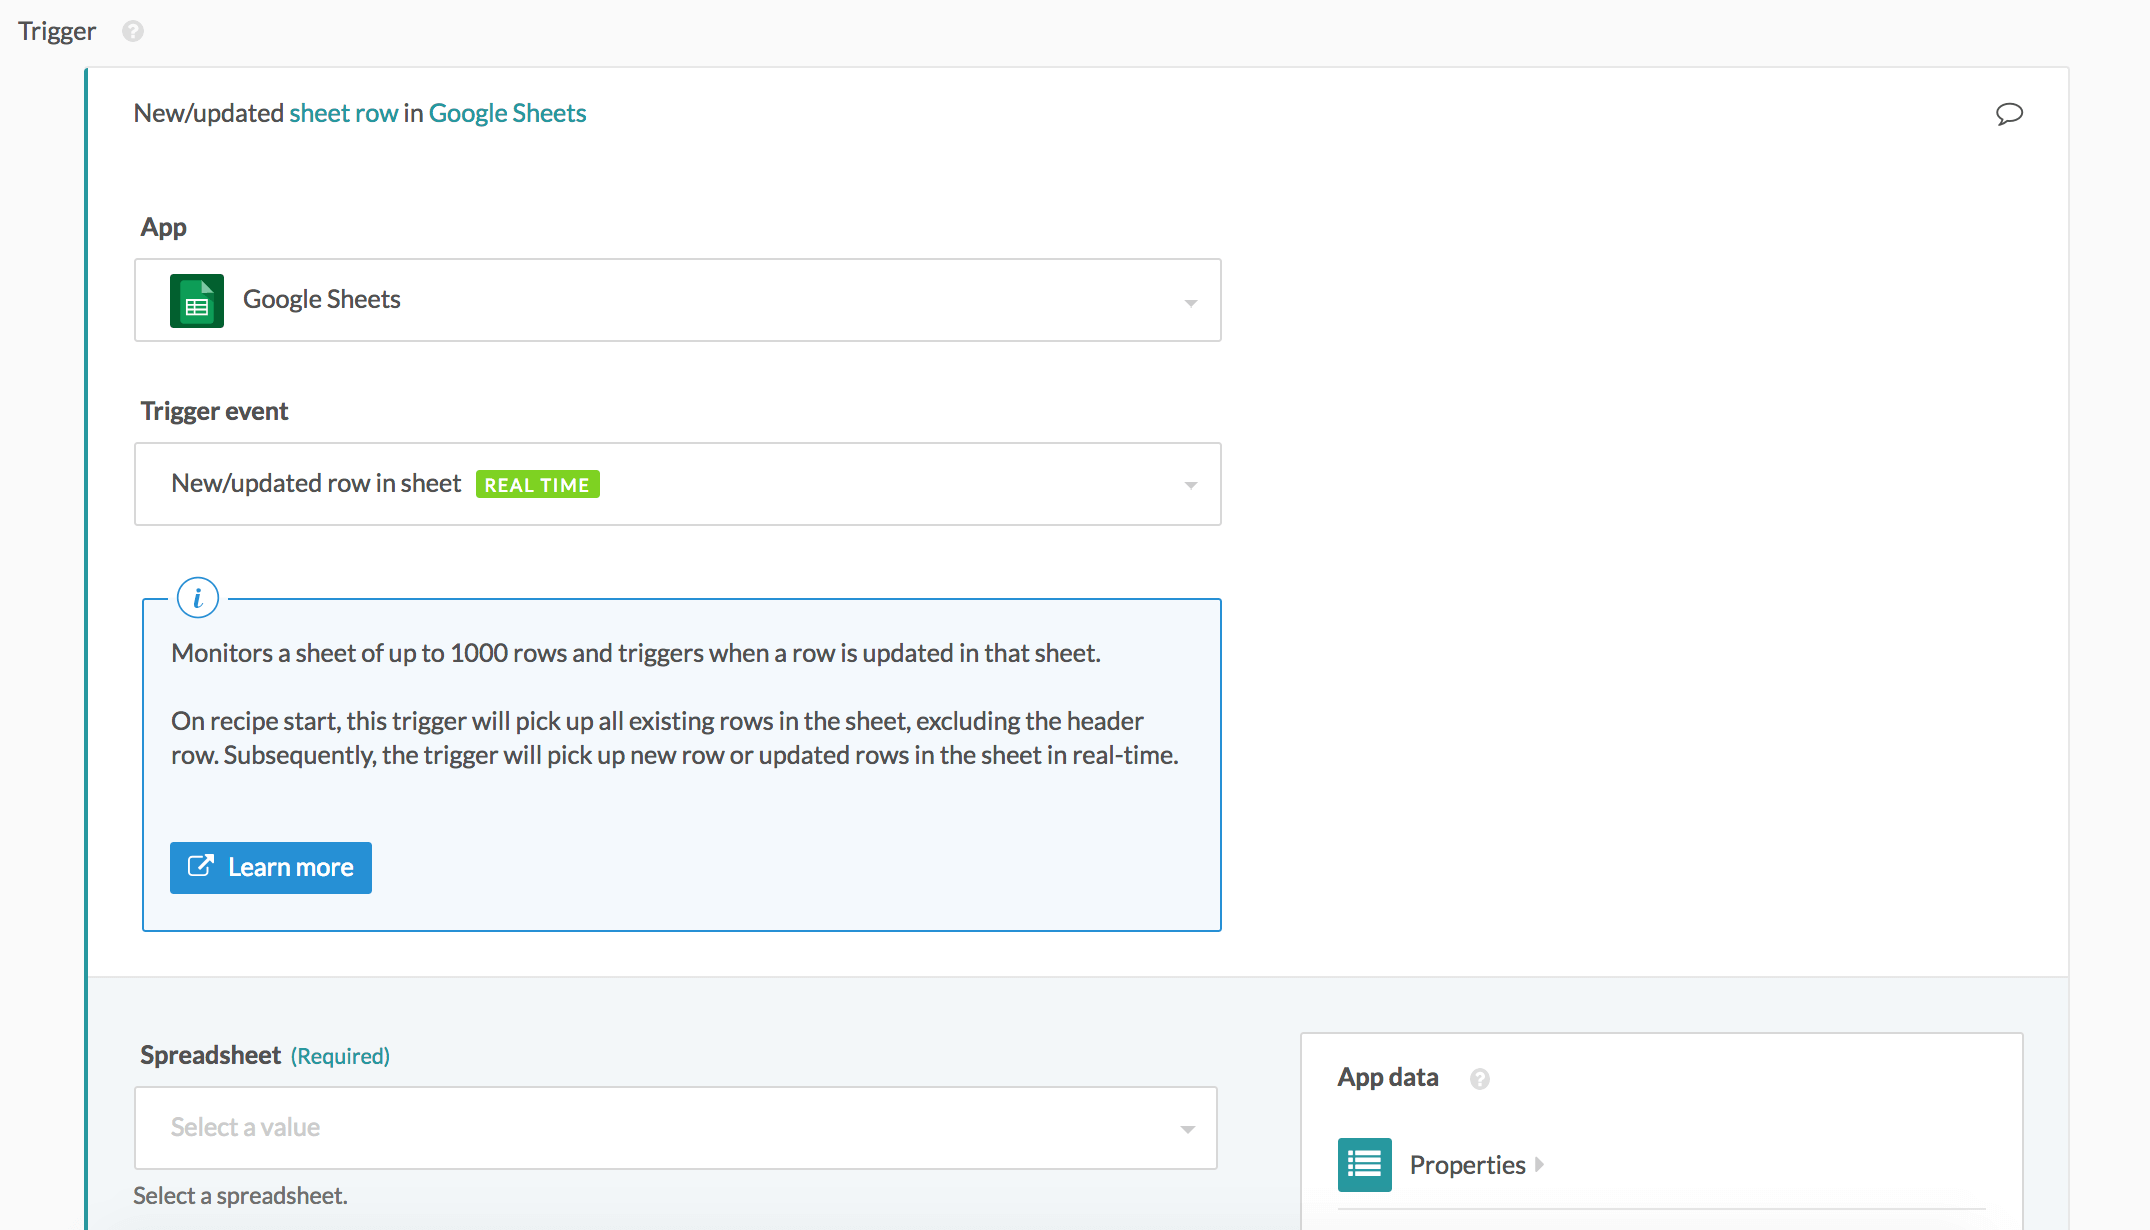 Trigger
New/updated sheet row in Google Sheets
App
Google Sheets
Trigger event
New/updated row in sheet REAL TIME
Monitors a sheet of up to 1000 rows and triggers when a row is updated in that sheet.
On recipe start, this trigger will pick up all existing rows in the sheet, excluding the header
row. Subsequently, the trigger will pick up new row or updated rows in the sheet in real-time.
Learn more
Spreadsheet (Required)
Select a value
Select a spreadsheet.
App data
Properties